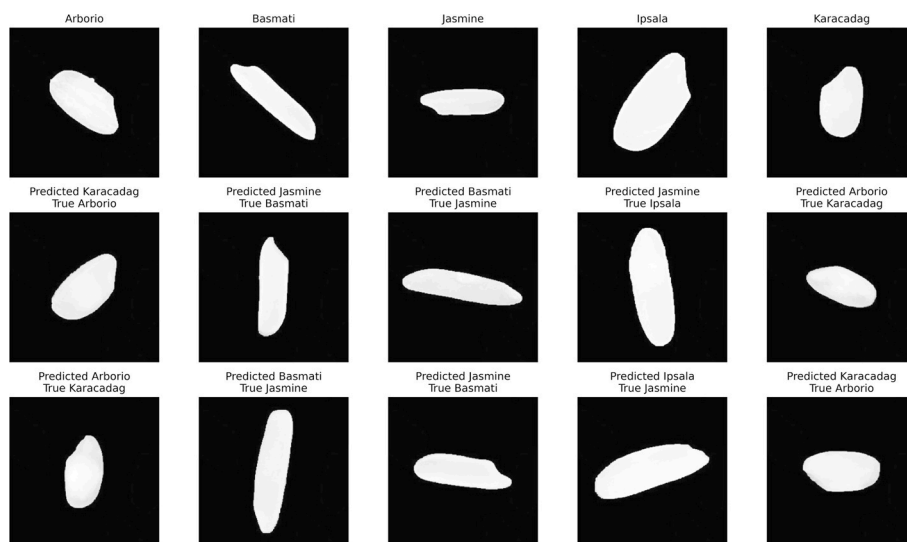 Arborio
Basmati
Jasmine
Ipsala
Karacadag
Predicted Karacadag
True Arborio
Predicted Jasmine
True Basmati
Predicted Basmati
True Jasmine
Predicted Jasmine
True Ipsala
Predicted Arborio
True Karacadag
Predicted Arborio
True Karacadag
Predicted Basmati
True Jasmine
Predicted Jasmine
True Basmati
Predicted Ipsala
True Jasmine
Predicted Karacadag
True Arborio